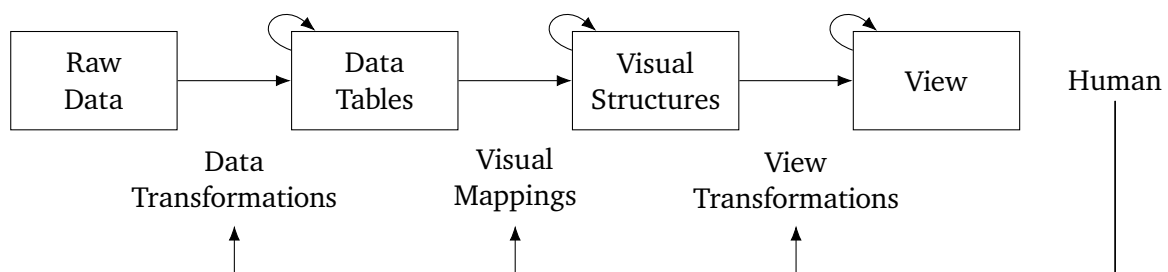 Raw
Data
Data
Tables
Visual
Structures
View
Human
Data
Transformations
Visual
Mappings
View
Transformations